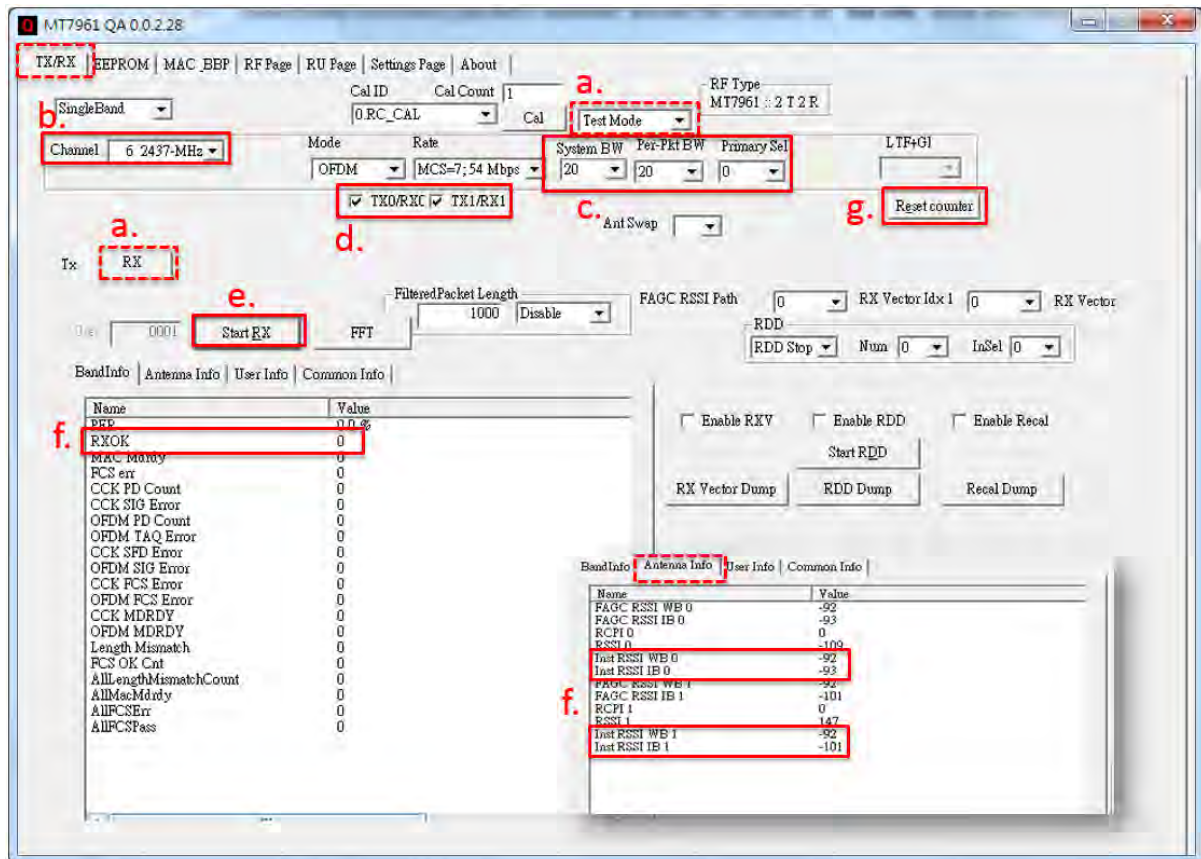 MT7961 QA 0.0.2.28
TX/RX EEPROM MAC_BBP RF Page RU Page Settings Page About
Cal ID Cal Count 1 a. RF Type
SingleBand 0.RC_CAL Cal Test Mode MT7961 :: 2 T 2 R
b.
Channel 6 2437-MHz Mode Rate System BW Per-Pkt BW Primary Sel LTF+GI
OFDM MCS=7; 54 Mbps 20 20 0
TX0/RX0 TX1/RX1 c. g. Reset counter
a. d. Ant Swap
Tx RX
e. FilteredPacket Length FAGC RSSI Path 0 RX Vector Idx 1 0 RX Vector
0001 Start RX FFT 1000 Disable RDD
RDD Stop Num 0 InSel 0
BandInfo Antenna Info User Info Common Info
Name Value
PER 0.0 %
f. RXOK 0
MAC Mdrdy 0
FCS err 0
CCK PD Count 0
CCK SIG Error 0
OFDM PD Count 0
OFDM TAQ Error 0
CCK SFD Error 0
OFDM SIG Error 0
CCK FCS Error 0
OFDM FCS Error 0
CCK MDRDY 0
OFDM MDRDY 0
Length Mismatch 0
FCS OK Cnt 0
AllLengthMismatchCount 0
AllMacMdrdy 0
AllFCSErr 0
AllFCSPass 0
Enable RXV Enable RDD Enable Recal
Start RDD
RX Vector Dump RDD Dump Recal Dump
BandInfo Antenna Info User Info Common Info
Name Value
FAGC RSSI WB 0 -92
FAGC RSSI IB 0 -93
RCPI 0 0
RSSI 0 -109
Inst RSSI WB 0 -92
Inst RSSI IB 0 -93
FAGC RSSI WB 1 -92
FAGC RSSI IB 1 -101
f. RCPI 1 0
RSSI 1 147
Inst RSSI WB 1 -92
Inst RSSI IB 1 -101